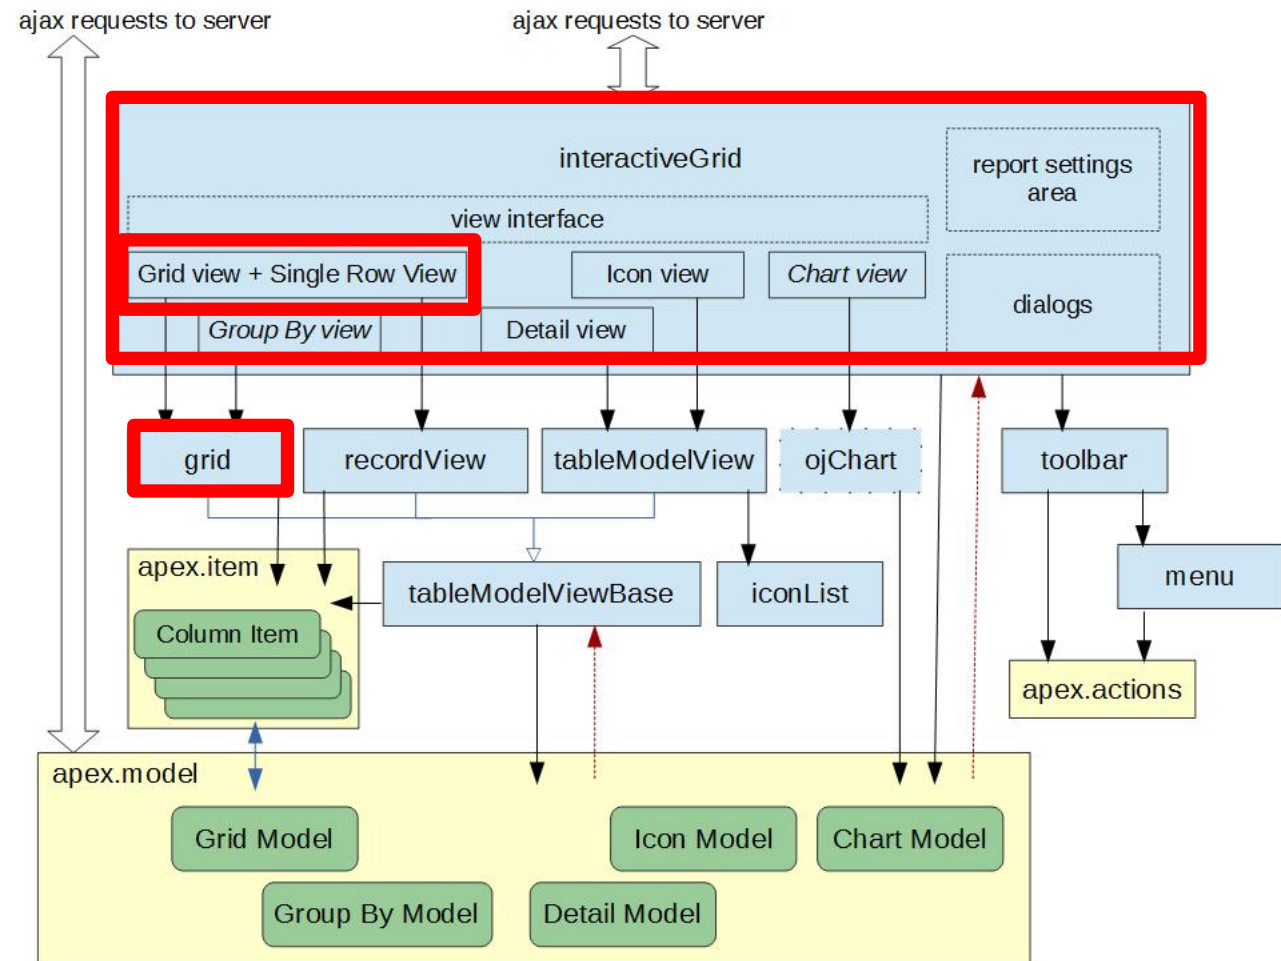 ajax requests to server
ajax requests to server
interactiveGrid
report settings
area
view interface
Grid view + Single Row View
Icon view
Chart view
dialogs
Group By view
Detail view
grid
recordView
tableModelView
ojChart
toolbar
apex.item
menu
tableModelViewBase
iconList
Column Item
apex.actions
apex.model
Grid Model
Icon Model
Chart Model
Group By Model
Detail Model